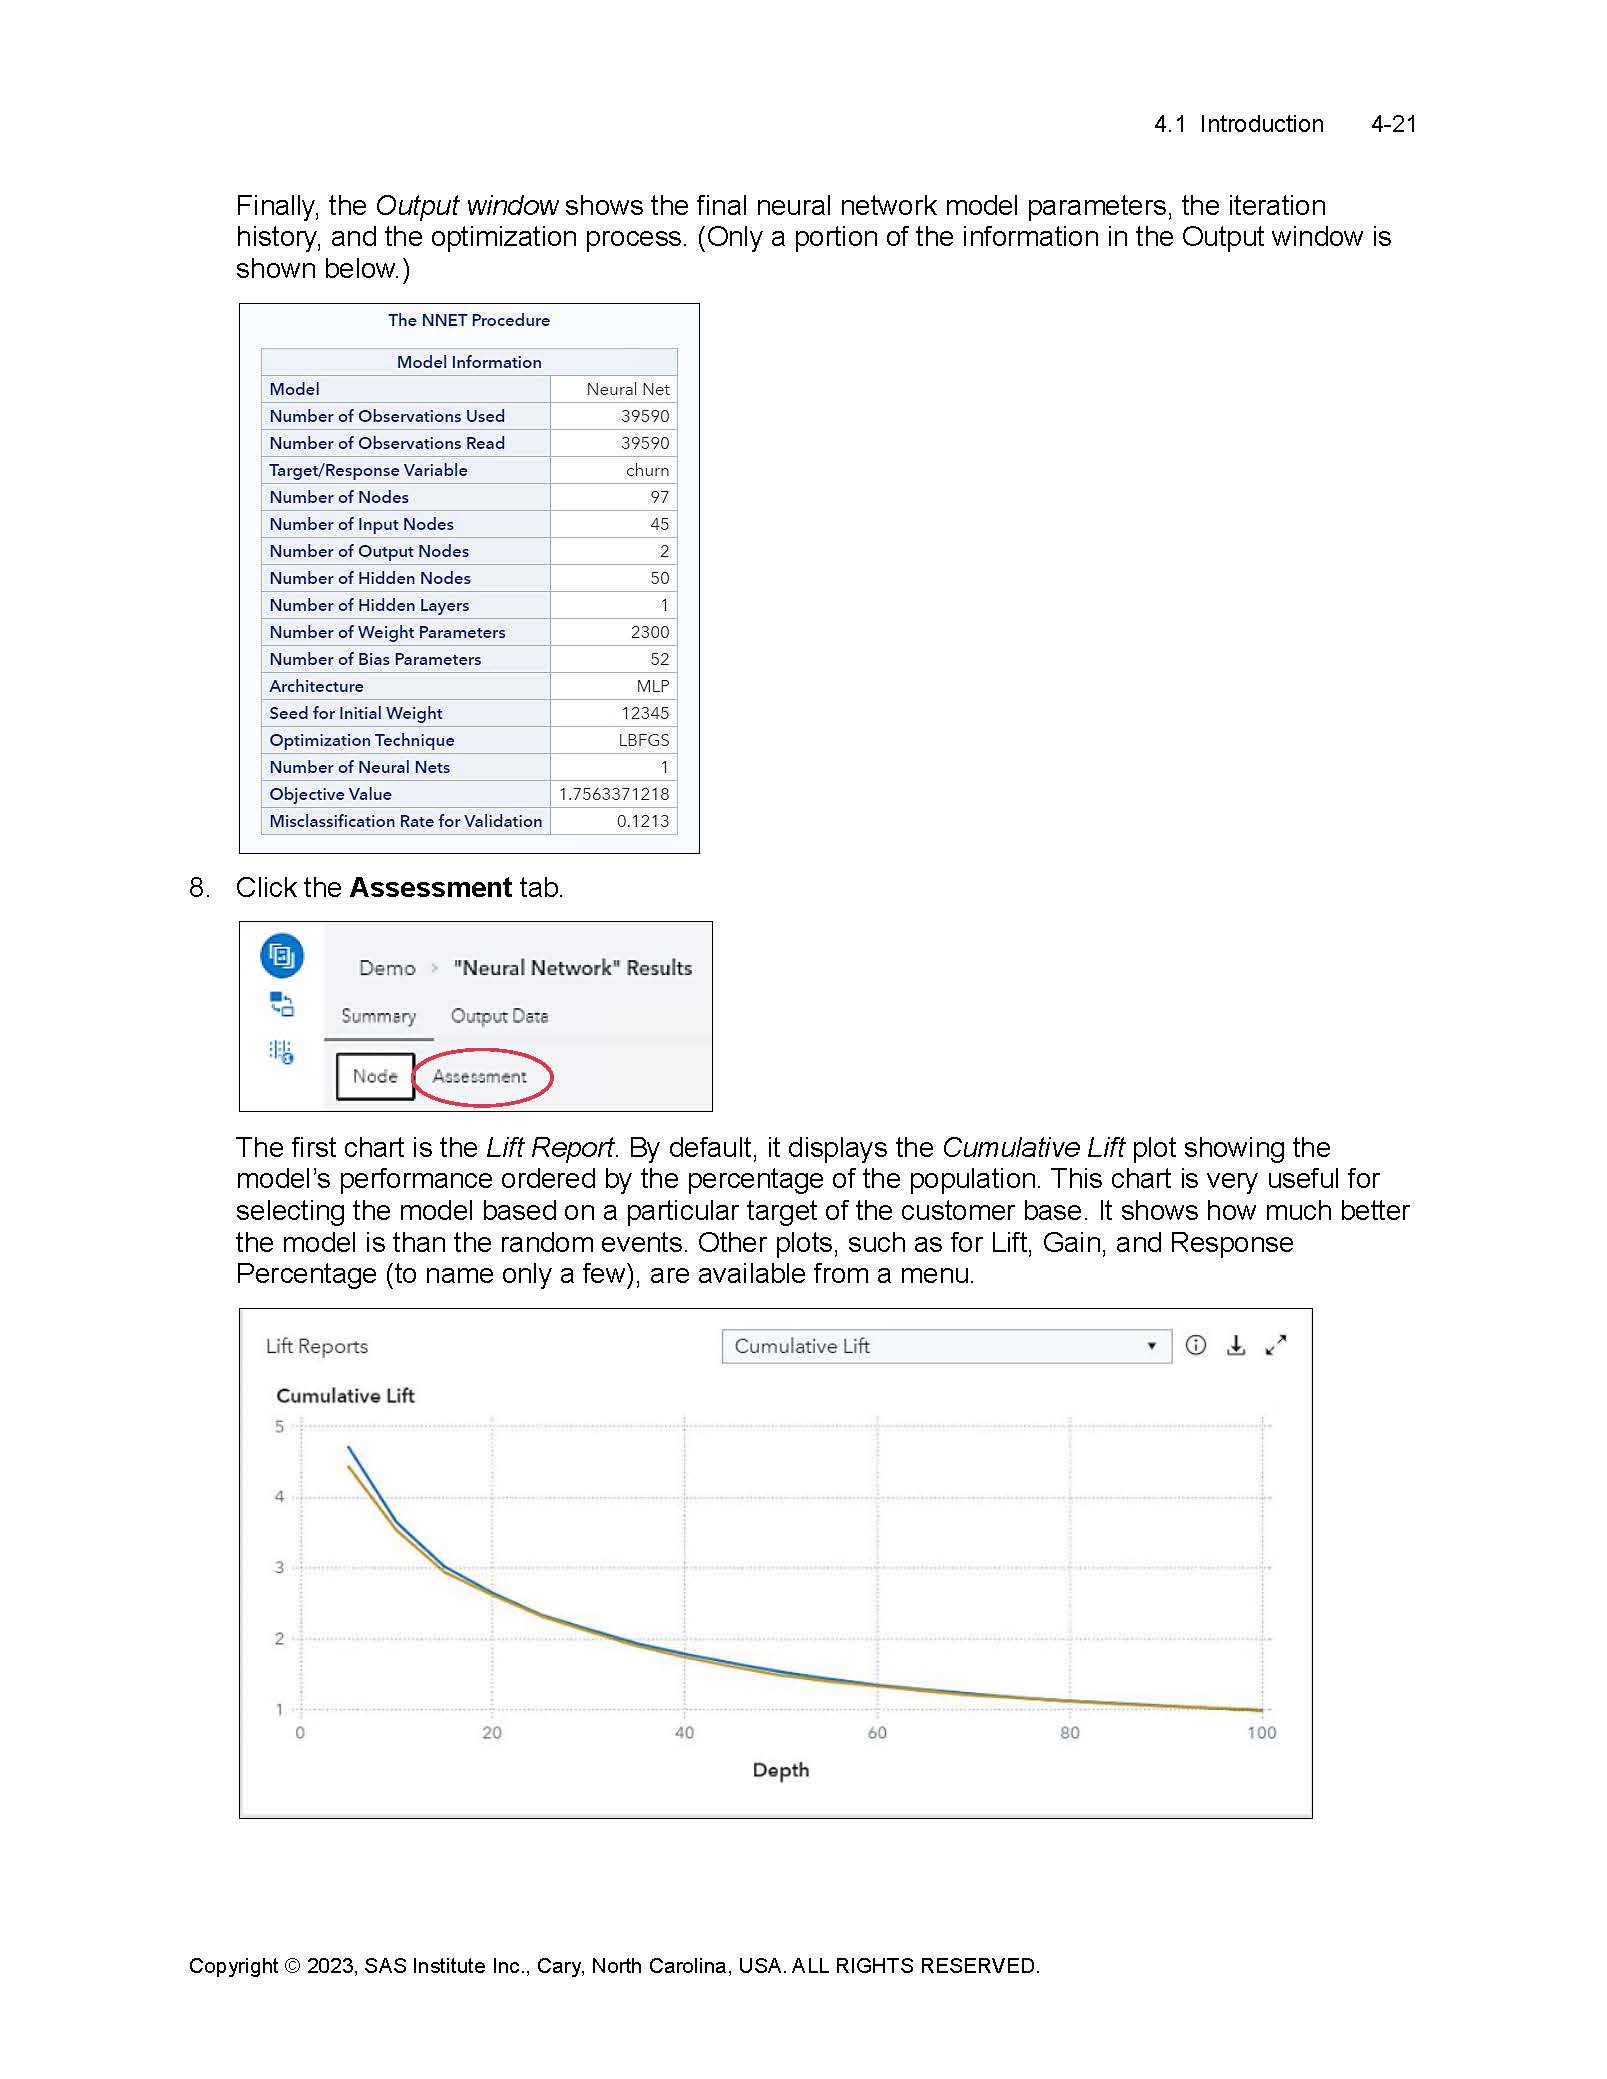 4.1 Introduction 4-21
Finally, the Output window shows the final neural network model parameters, the iteration
history, and the optimization process. (Only a portion of the information in the Output window is
shown below.)
The NNET Procedure
Model Information
Model Neural Net
Number of Observations Used 39590
Number of Observations Read 39590
Target/Response Variable churn
Number of Nodes 97
Number of Input Nodes 45
Number of Output Nodes 2
Number of Hidden Nodes 50
Number of Hidden Layers 1
Number of Weight Parameters 2300
Number of Bias Parameters 52
Architecture MLP
Seed for Initial Weight 12345
Optimization Technique LBFGS
Number of Neural Nets 1
Objective Value 1.7563371218
Misclassification Rate for Validation 0.1213
8. Click the Assessment tab.
Demo > "Neural Network" Results
Summary Output Data
Node Assessment
The first chart is the Lift Report. By default, it displays the Cumulative Lift plot showing the
model's performance ordered by the percentage of the population. This chart is very useful for
selecting the model based on a particular target of the customer base. It shows how much better
the model is than the random events. Other plots, such as for Lift, Gain, and Response
Percentage (to name only a few), are available from a menu.
Lift Reports Cumulative Lift
Cumulative Lift
5
4
3
2
1
0 20 40 60 80 100
Depth
Copyright © 2023, SAS Institute Inc., Cary, North Carolina, USA. ALL RIGHTS RESERVED.